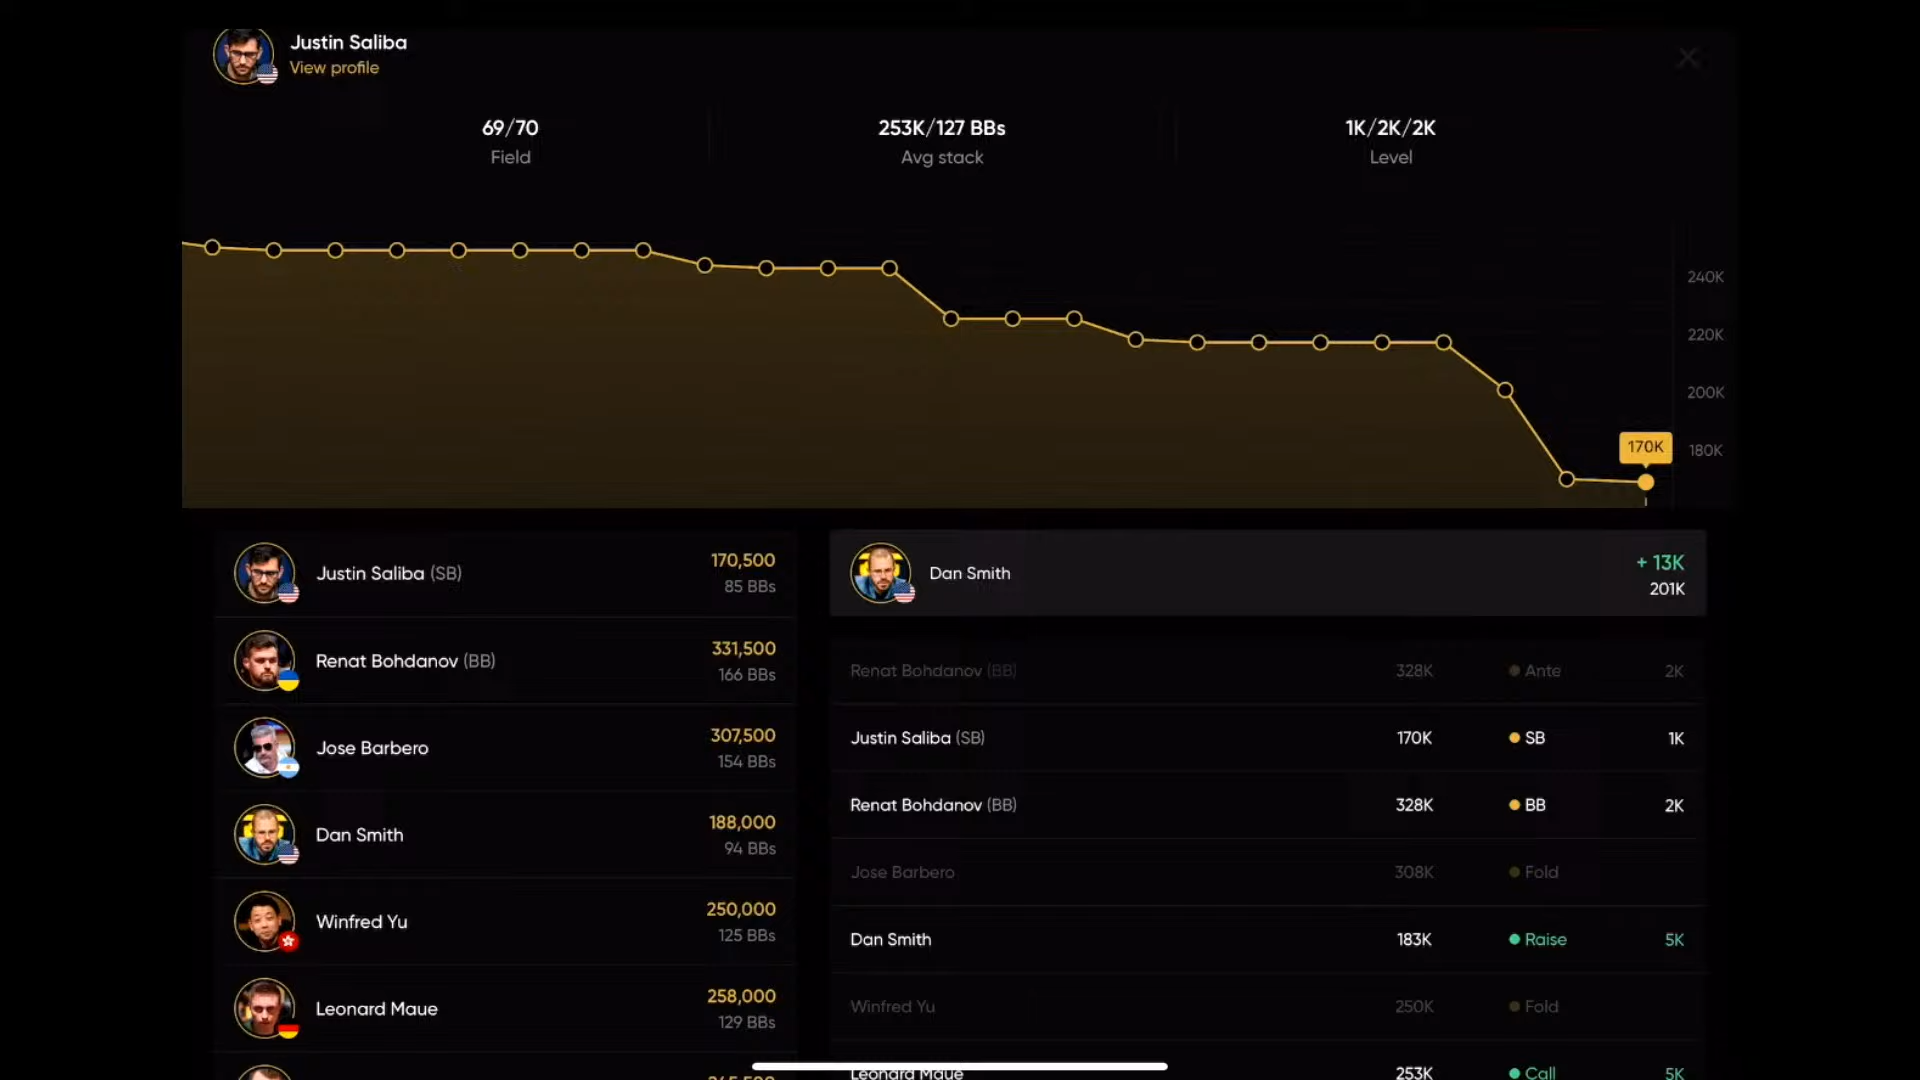 Justin Saliba
View profile
69/70
Field
253K/127 BBs
Avg stack
1K/2K/2K
Level
240K
220K
200K
180K
170K
Justin Saliba (SB)
170,500
85 BBs
Renat Bohdanov (BB)
331,500
166 BBs
Jose Barbero
307,500
154 BBs
Dan Smith
188,000
94 BBs
Winfred Yu
250,000
125 BBs
Leonard Maue
258,000
129 BBs
Dan Smith
+ 13K
201K
Renat Bohdanov (BB) 328K Ante 2K
Justin Saliba (SB) 170K SB 1K
Renat Bohdanov (BB) 328K BB 2K
Jose Barbero 308K Fold
Dan Smith 183K Raise 5K
Winfred Yu 250K Fold
Leonard Maue 253K Call 5K